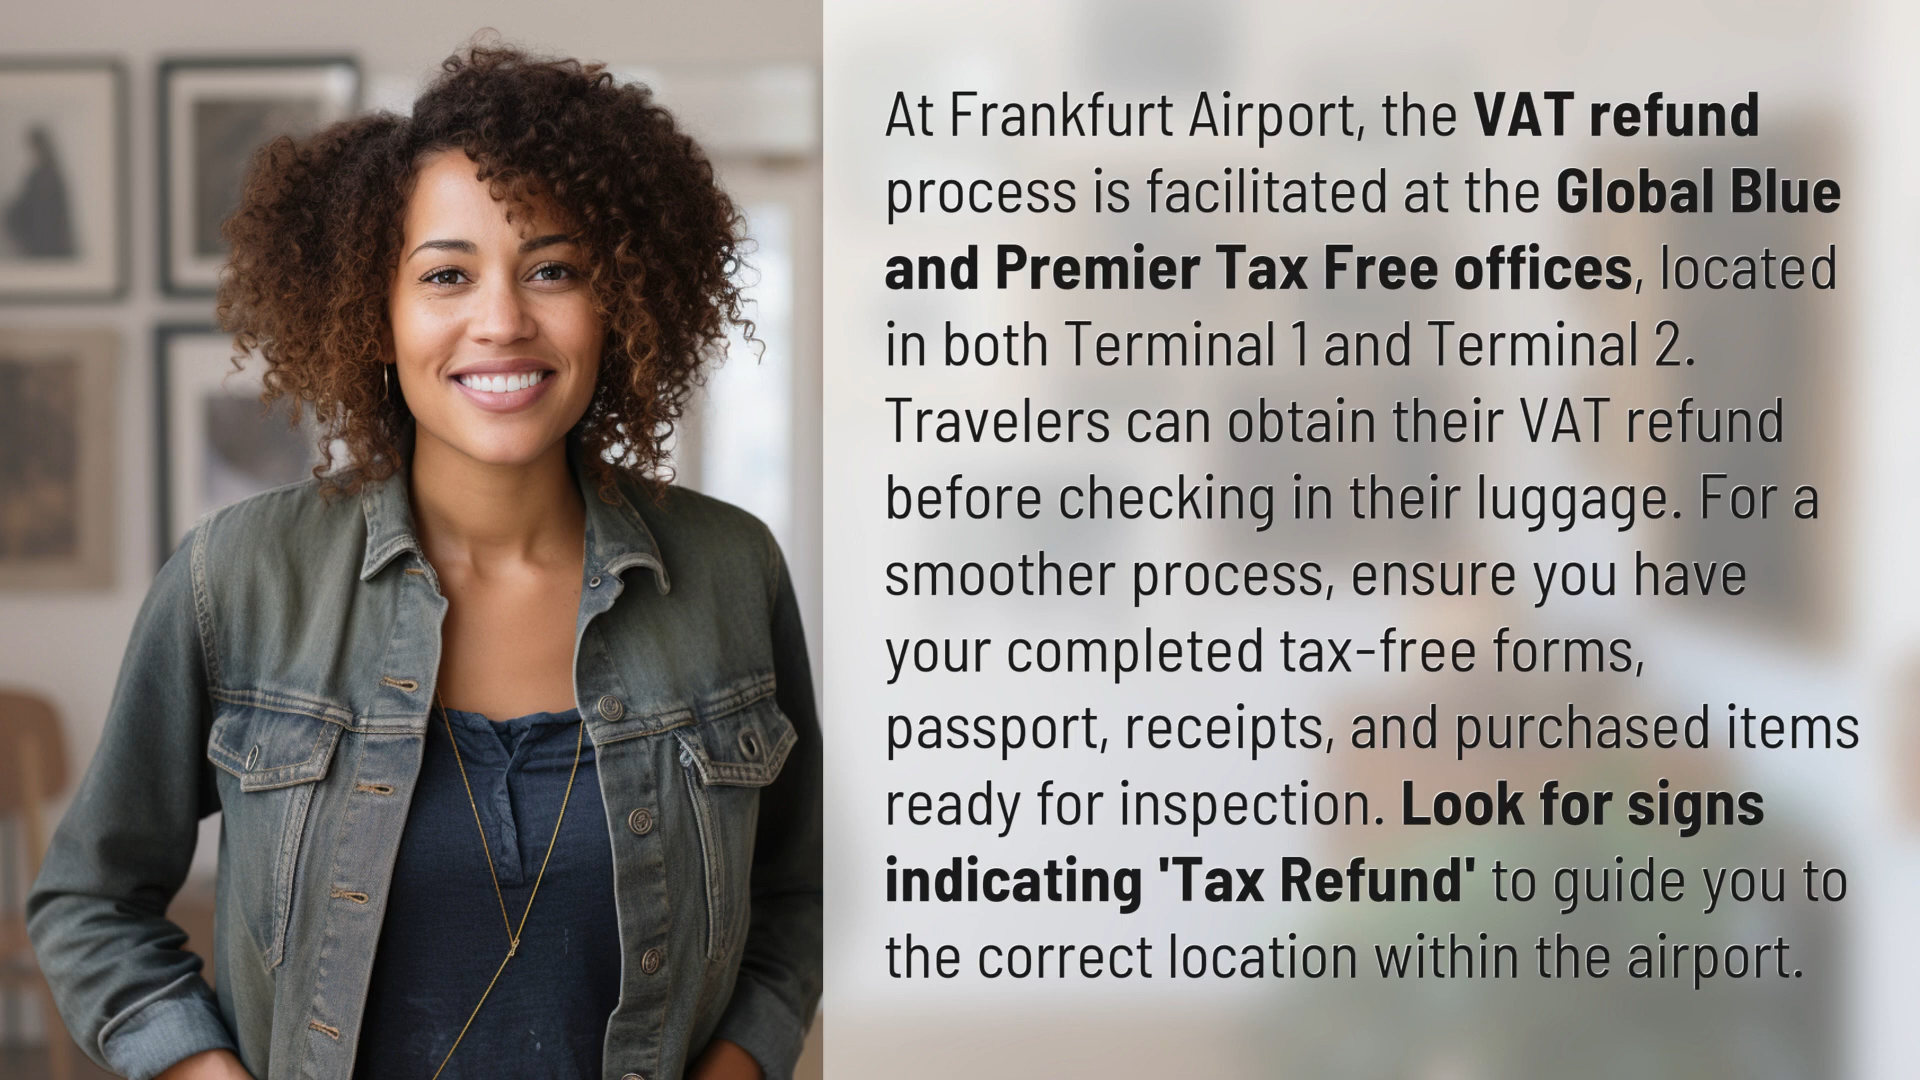 At Frankfurt Airport, the VAT refund
process is facilitated at the Global Blue
and Premier Tax Free offices, located
in both Terminal 1 and Terminal 2.
Travelers can obtain their VAT refund
before checking in their luggage. For a
smoother process, ensure you have
your completed tax-free forms,
passport, receipts, and purchased items
ready for inspection. Look for signs
indicating 'Tax Refund' to guide you to
the correct location within the airport.